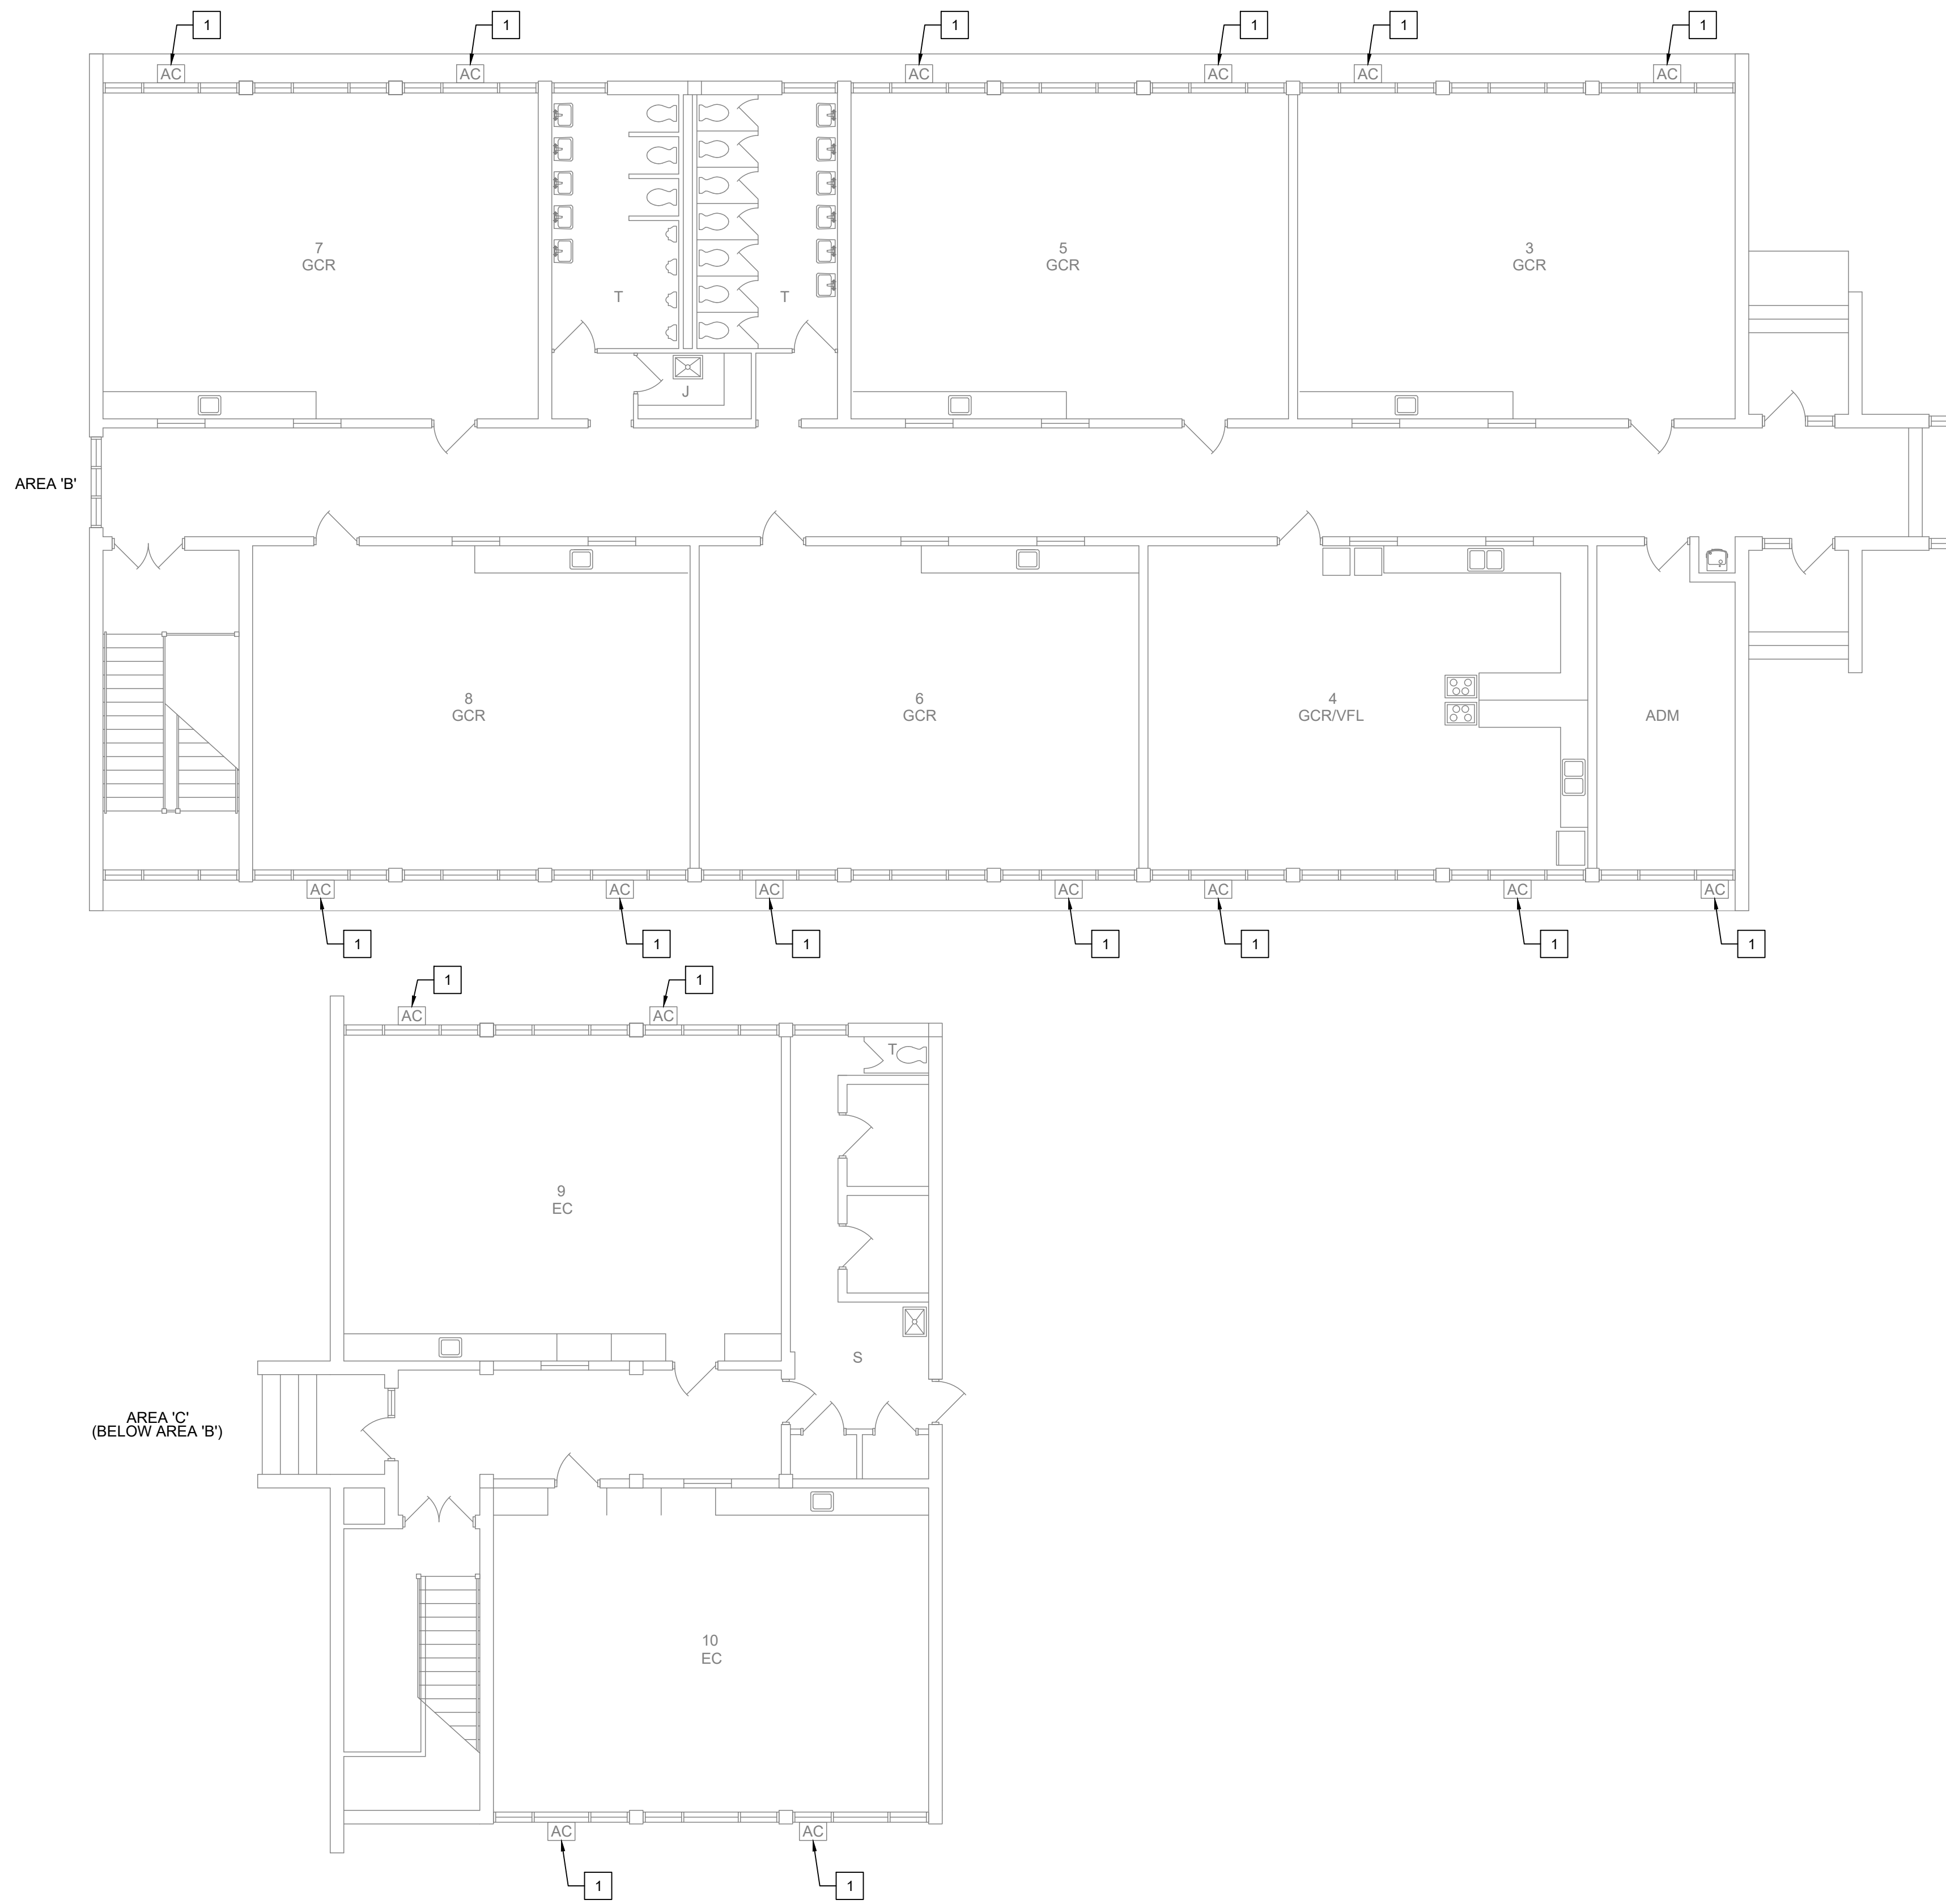 1 1 1 1 1 1
AC AC AC AC AC AC
7
GCR
5
GCR
3
GCR
T T
J
AREA 'B'
8
GCR
6
GCR
4
GCR/VFL
ADM
AC AC AC AC AC AC AC
1 1 1 1 1 1 1
1 1
AC AC
T
9
EC
S
AREA 'C'
(BELOW AREA 'B')
10
EC
AC AC
1 1